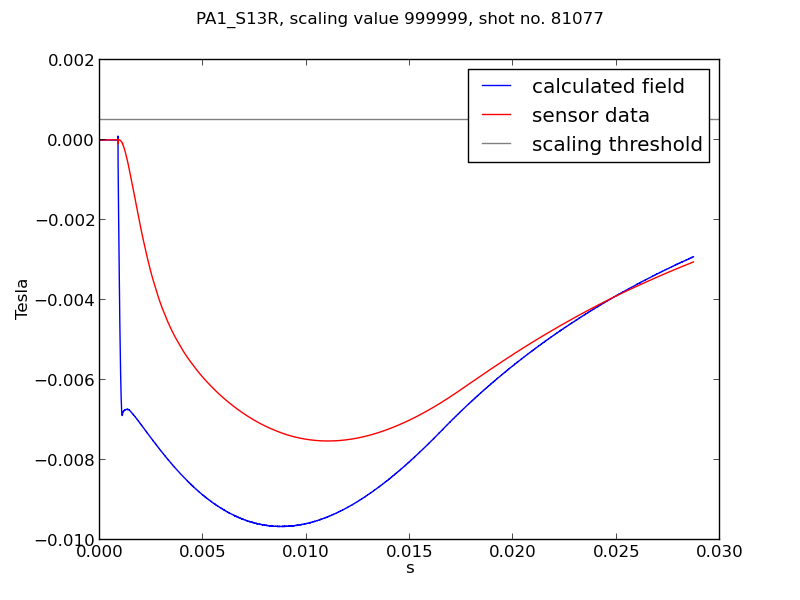 PA1_S13R, scaling value 999999, shot no. 81077
0.002
calculated field
sensor data
scaling threshold
0.000
−0.002
−0.004
−0.006
−0.008
−0.010
Tesla
0.000
0.005
0.010
0.015
0.020
0.025
0.030
s